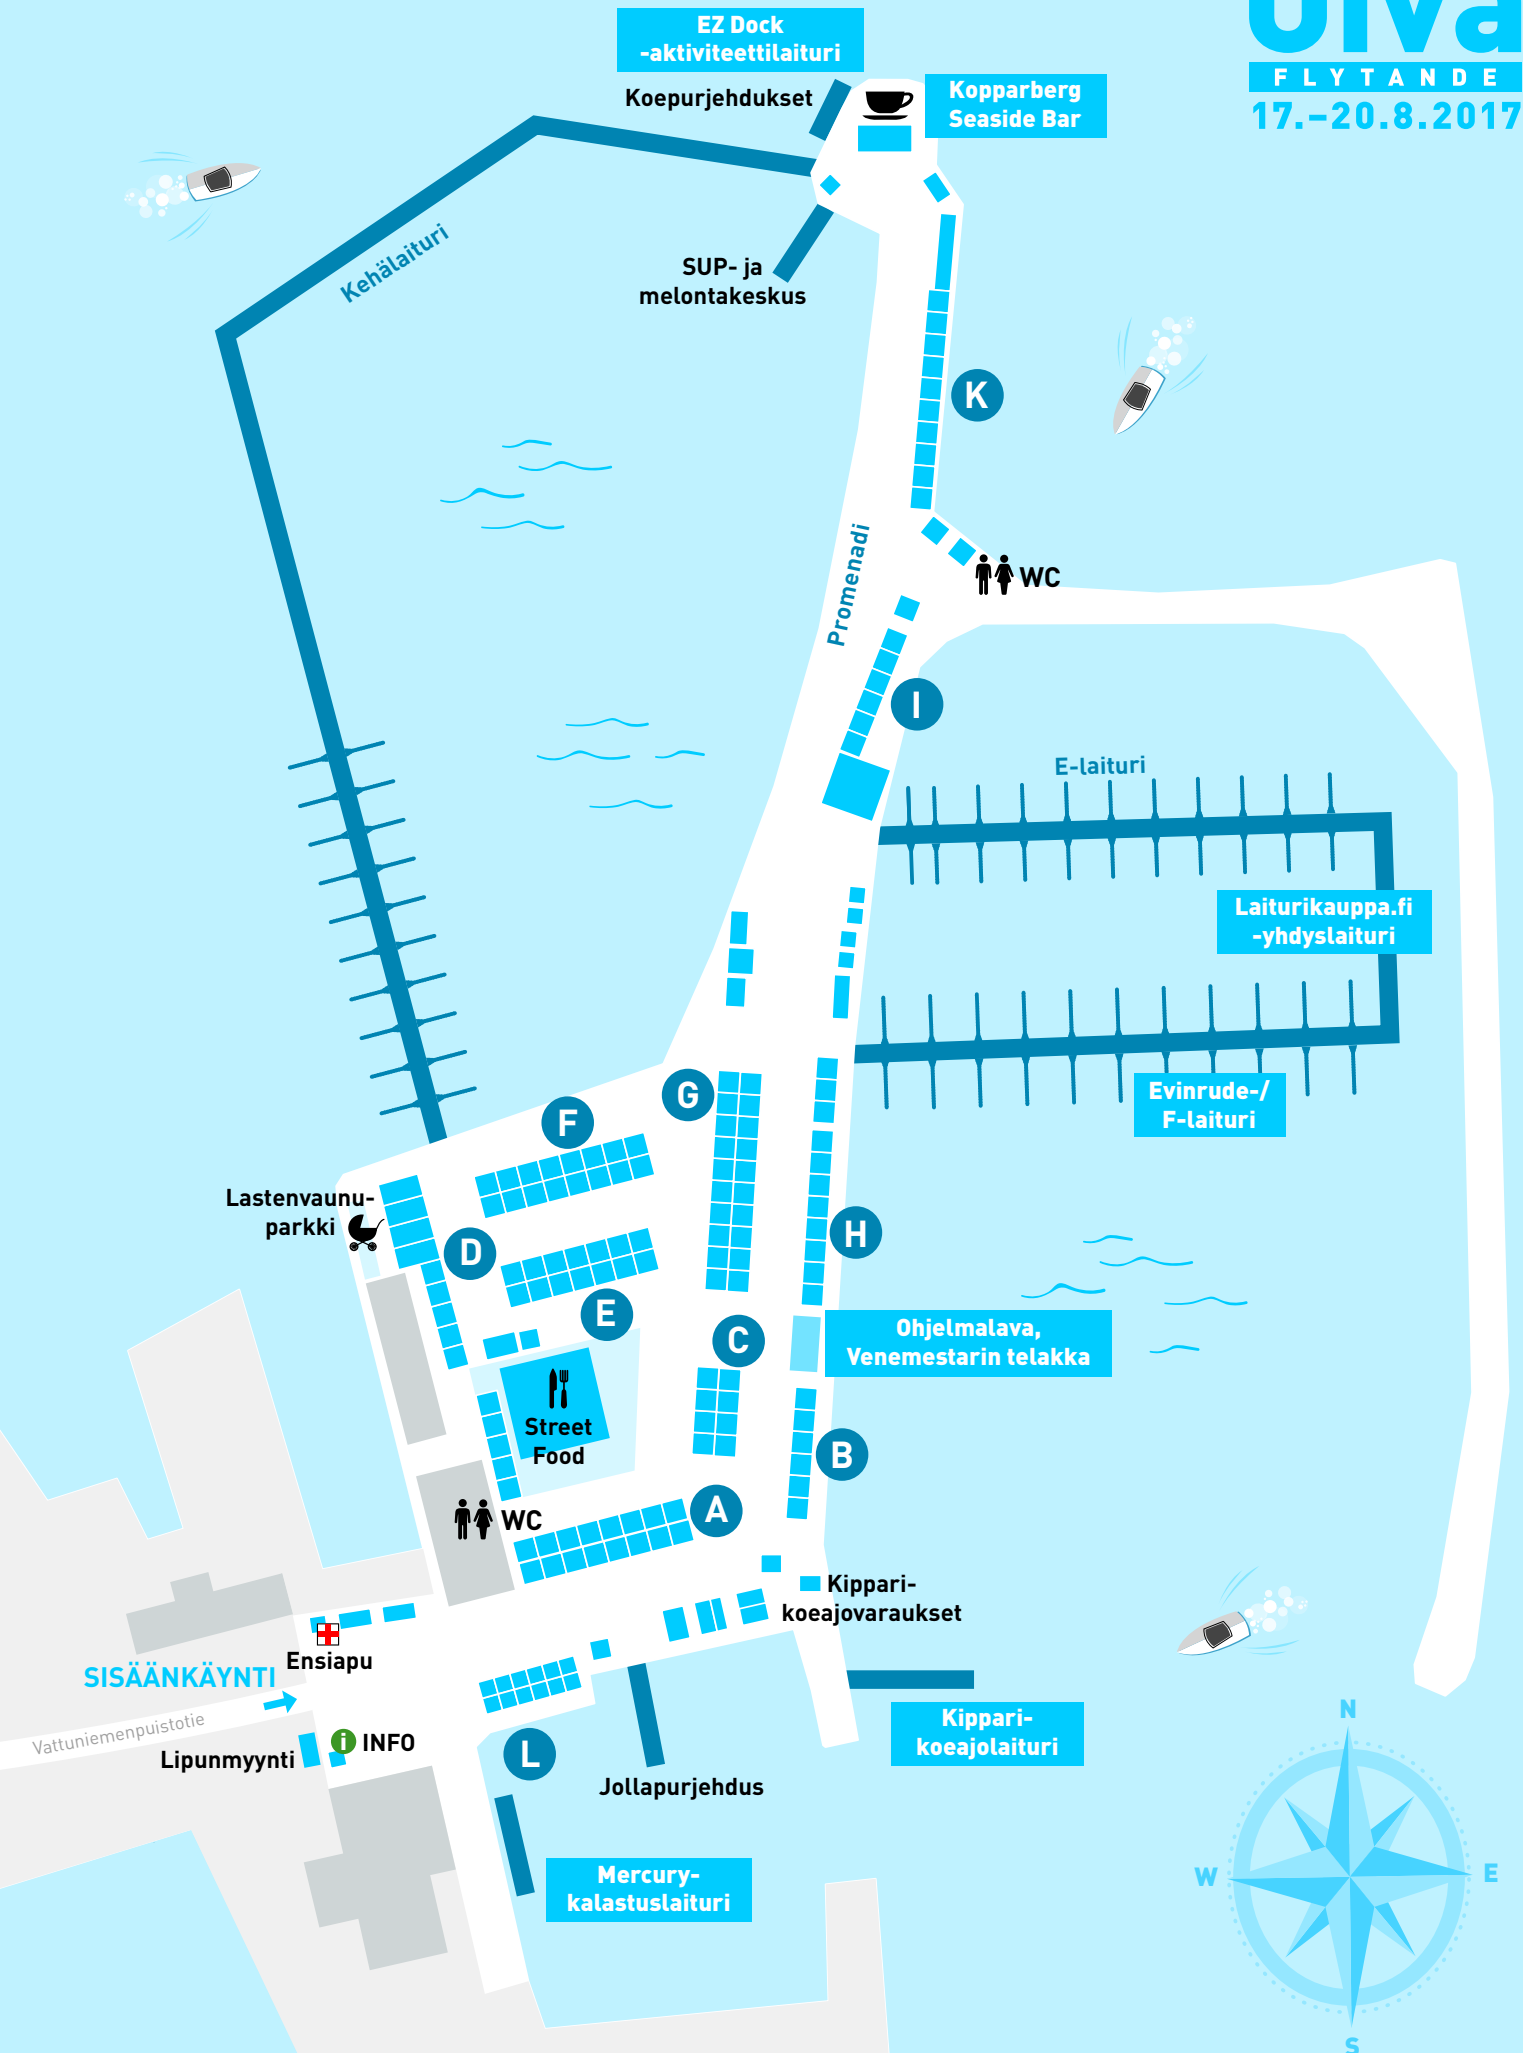 uiva
FLYTANDE
17.–20.8.2017
EZ Dock
-aktiviteettilaituri
Koepurjehdukset
Kopparberg
Seaside Bar
Kehälaituri
SUP- ja
melontakeskus
K
Promenadi
WC
I
E-laituri
Laiturikauppa.fi
-yhdyslaituri
Evinrude-/
F-laituri
G
F
Lastenvaunu-
parkki
D
H
E
C
Ohjelmalava,
Venemestarin telakka
Street
Food
B
A
WC
Kippari-
koeajovaraukset
Ensiapu
SISÄÄNKÄYNTI
Vattuniemenpuistotie
i INFO
Lipunmyynti
L
Jollapurjehdus
Kippari-
koeajolaituri
Mercury-
kalastuslaituri
N
W
E
S